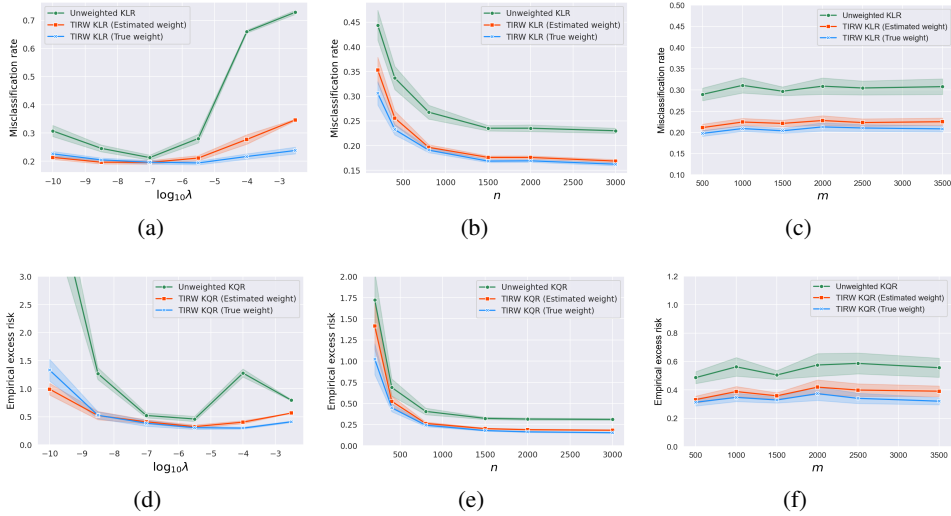 Misclassification rate
0.7
0.6
0.5
0.4
0.3
0.2
Unweighted KLR
TIRW KLR (Estimated weight)
TIRW KLR (True weight)
−10 −9 −8 −7 −6 −5 −4 −3
log₁₀λ
(a)
Misclassification rate
0.45
0.40
0.35
0.30
0.25
0.20
0.15
Unweighted KLR
TIRW KLR (Estimated weight)
TIRW KLR (True weight)
500 1000 1500 2000 2500 3000
n
(b)
Misclassification rate
0.50
0.45
0.40
0.35
0.30
0.25
0.20
0.15
0.10
Unweighted KLR
TIRW KLR (Estimated weight)
TIRW KLR (True weight)
500 1000 1500 2000 2500 3000 3500
m
(c)
Empirical excess risk
3.0
2.5
2.0
1.5
1.0
0.5
0.0
Unweighted KQR
TIRW KQR (Estimated weight)
TIRW KQR (True weight)
−10 −9 −8 −7 −6 −5 −4 −3
log₁₀λ
(d)
Empirical excess risk
2.00
1.75
1.50
1.25
1.00
0.75
0.50
0.25
0.00
Unweighted KQR
TIRW KQR (Estimated weight)
TIRW KQR (True weight)
500 1000 1500 2000 2500 3000
n
(e)
Empirical excess risk
1.2
1.0
0.8
0.6
0.4
0.2
0.0
Unweighted KQR
TIRW KQR (Estimated weight)
TIRW KQR (True weight)
500 1000 1500 2000 2500 3000 3500
m
(f)